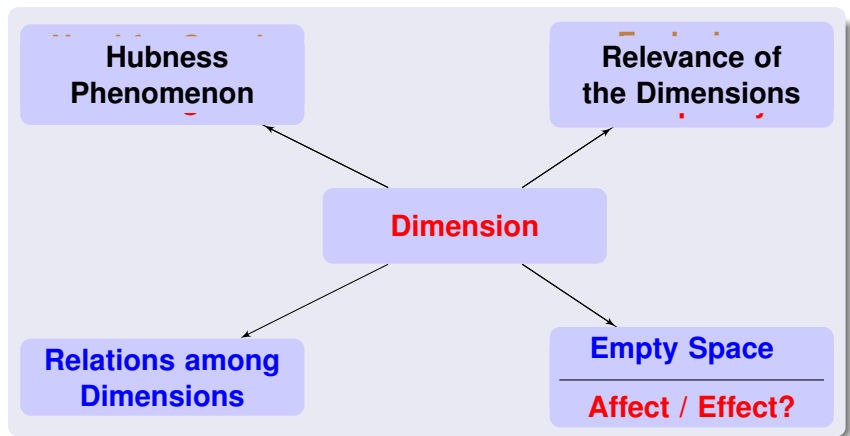 Hubness
Phenomenon
Relevance of
the Dimensions
Dimension
Relations among
Dimensions
Empty Space
Affect / Effect?